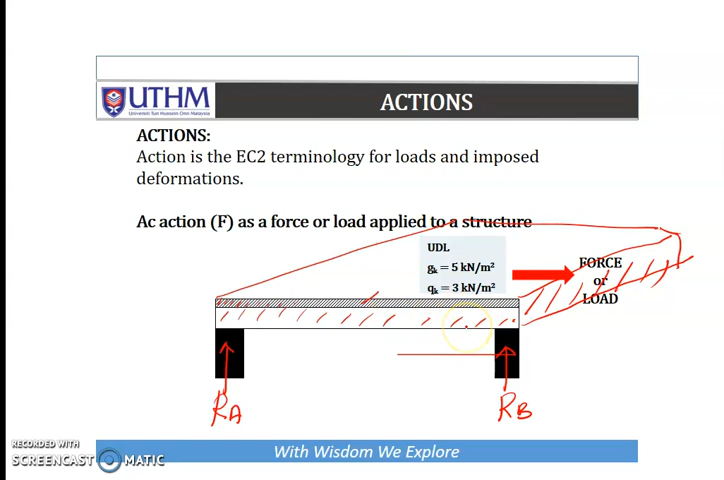 UTHM
Universiti Tun Hussein Onn Malaysia
ACTIONS
ACTIONS:
Action is the EC2 terminology for loads and imposed
deformations.
Ac action (F) as a force or load applied to a structure
UDL
gk = 5 kN/m²
qk = 3 kN/m²
FORCE
or
LOAD
RA
RB
RECORDED WITH
SCREENCAST MATIC
With Wisdom We Explore